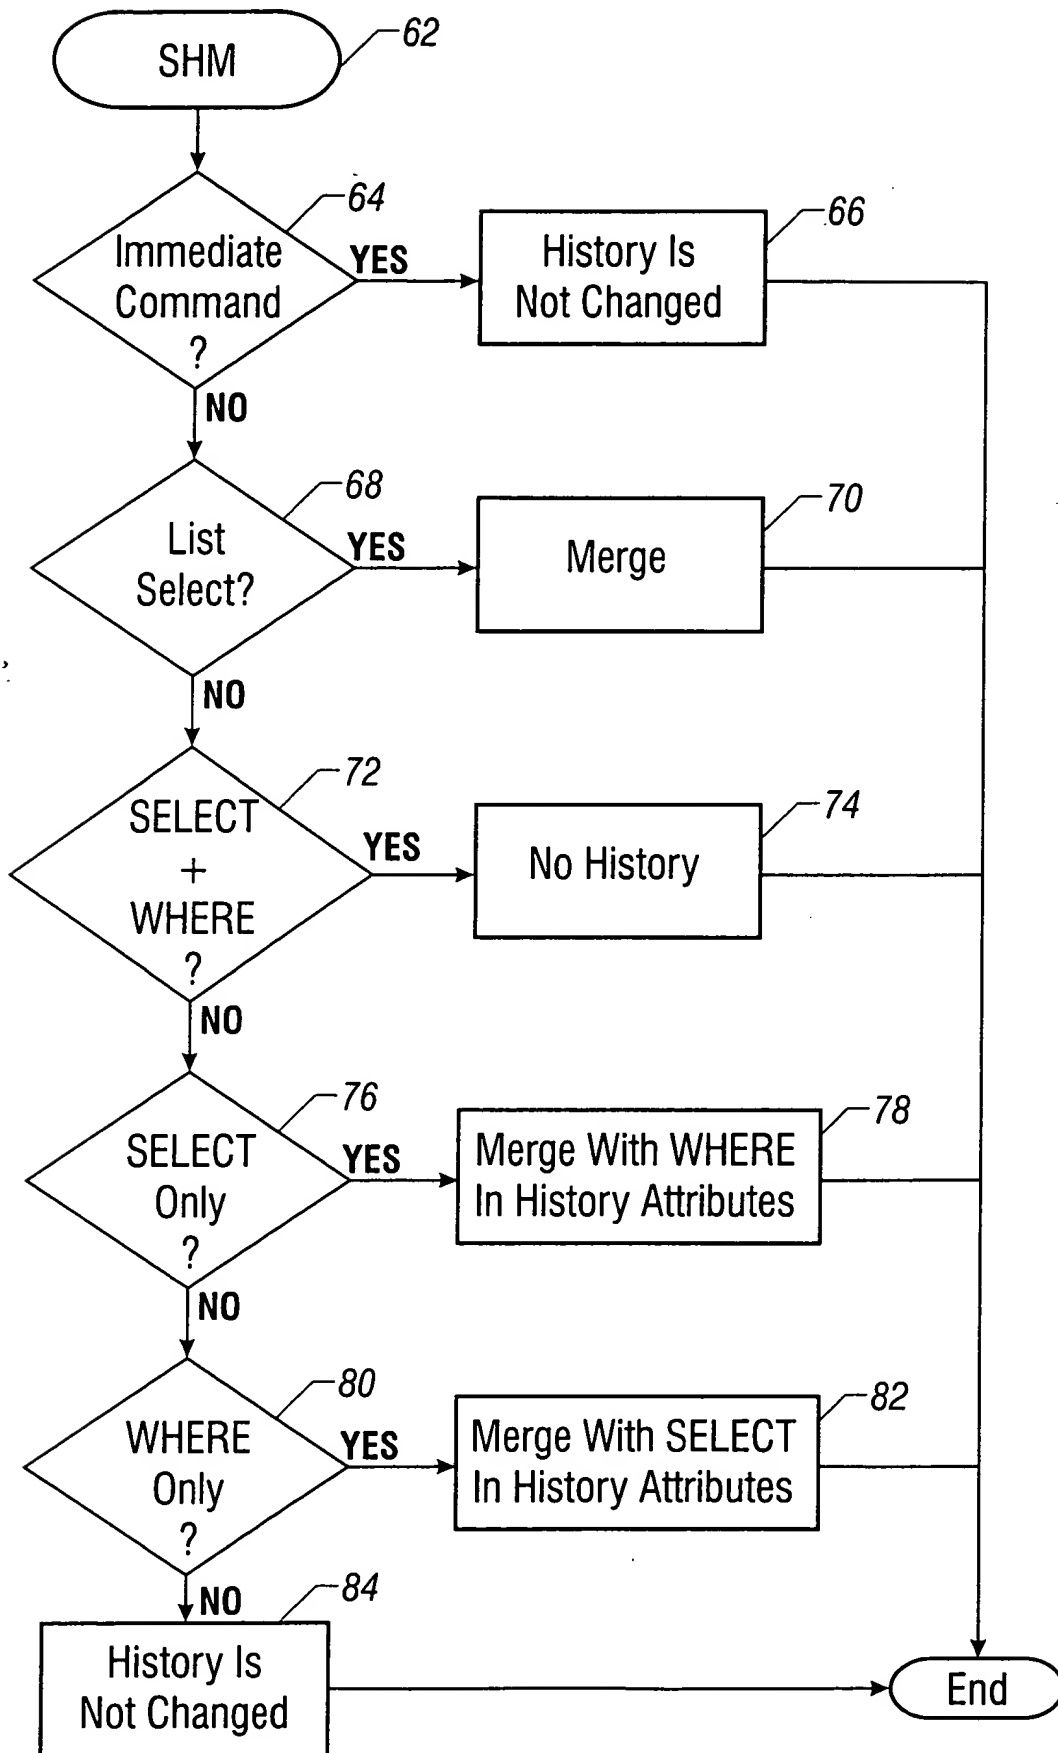 SHM
62
64
Immediate
Command
?
YES
History Is
Not Changed
66
NO
68
List
Select?
YES
Merge
70
NO
72
SELECT
+
WHERE
?
YES
No History
74
NO
76
SELECT
Only
?
YES
Merge With WHERE
In History Attributes
78
NO
80
WHERE
Only
?
YES
Merge With SELECT
In History Attributes
82
NO
84
History Is
Not Changed
End